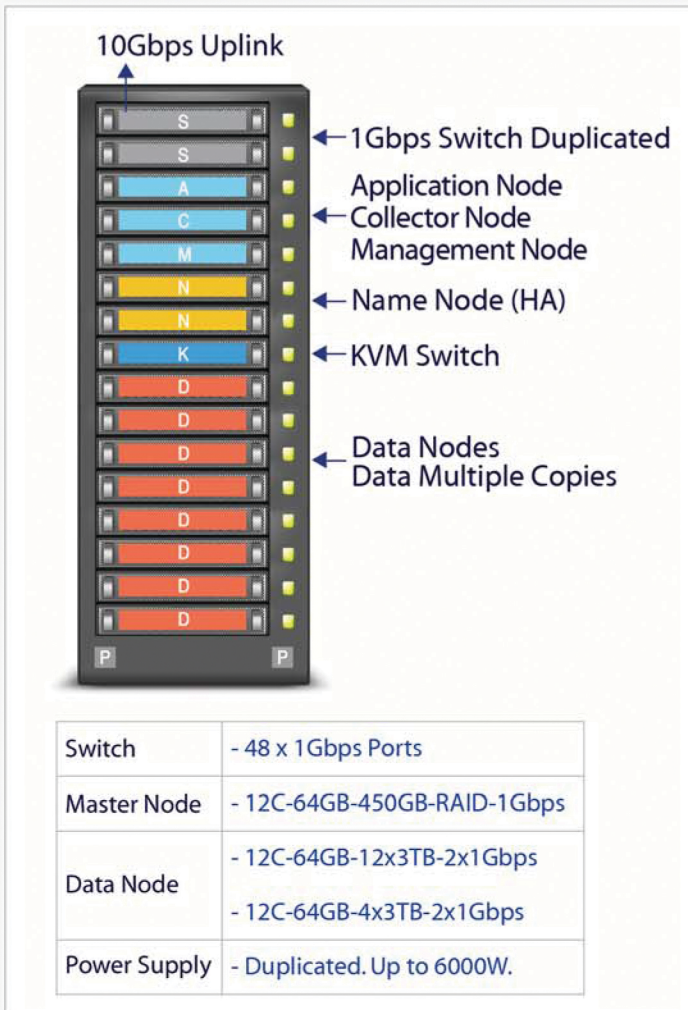 10Gbps Uplink
S
S
1Gbps Switch Duplicated
A
Application Node
C
Collector Node
M
Management Node
N
N
Name Node (HA)
K
KVM Switch
D
D
D
Data Nodes
Data Multiple Copies
D
D
D
D
D
P
P
Switch
- 48 x 1Gbps Ports
Master Node
- 12C-64GB-450GB-RAID-1Gbps
Data Node
- 12C-64GB-12x3TB-2x1Gbps
- 12C-64GB-4x3TB-2x1Gbps
Power Supply
- Duplicated. Up to 6000W.